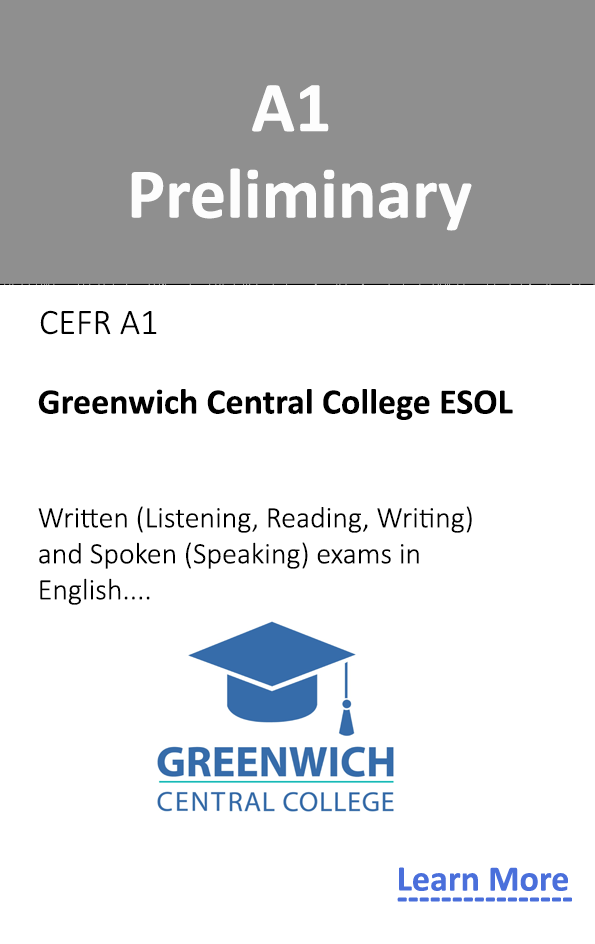 A1
Preliminary
CEFR A1
Greenwich Central College ESOL
Written (Listening, Reading, Writing)
and Spoken (Speaking) exams in
English....
GREENWICH
CENTRAL COLLEGE
Learn More